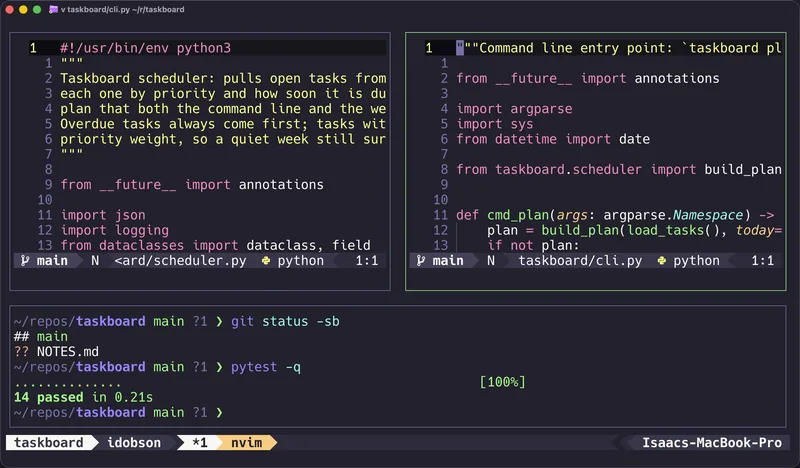 v taskboard/cli.py ~/r/taskboard
1 #!/usr/bin/env python3
1 """
2 Taskboard scheduler: pulls open tasks from
3 each one by priority and how soon it is du
4 plan that both the command line and the we
5 Overdue tasks always come first; tasks wit
6 priority weight, so a quiet week still sur
7 """
8
9 from __future__ import annotations
10
11 import json
12 import logging
13 from dataclasses import dataclass, field
main N <ard/scheduler.py python 1:1
1 """Command line entry point: `taskboard pl
1
2 from __future__ import annotations
3
4 import argparse
5 import sys
6 from datetime import date
7
8 from taskboard.scheduler import build_plan
9
10
11 def cmd_plan(args: argparse.Namespace) ->
12 plan = build_plan(load_tasks(), today=
13 if not plan:
main N taskboard/cli.py python 1:1
~/repos/taskboard main ?1 ❯ git status -sb
## main
?? NOTES.md
~/repos/taskboard main ?1 ❯ pytest -q
.............. [100%]
14 passed in 0.21s
~/repos/taskboard main ?1 ❯
taskboard idobson *1 nvim Isaacs-MacBook-Pro